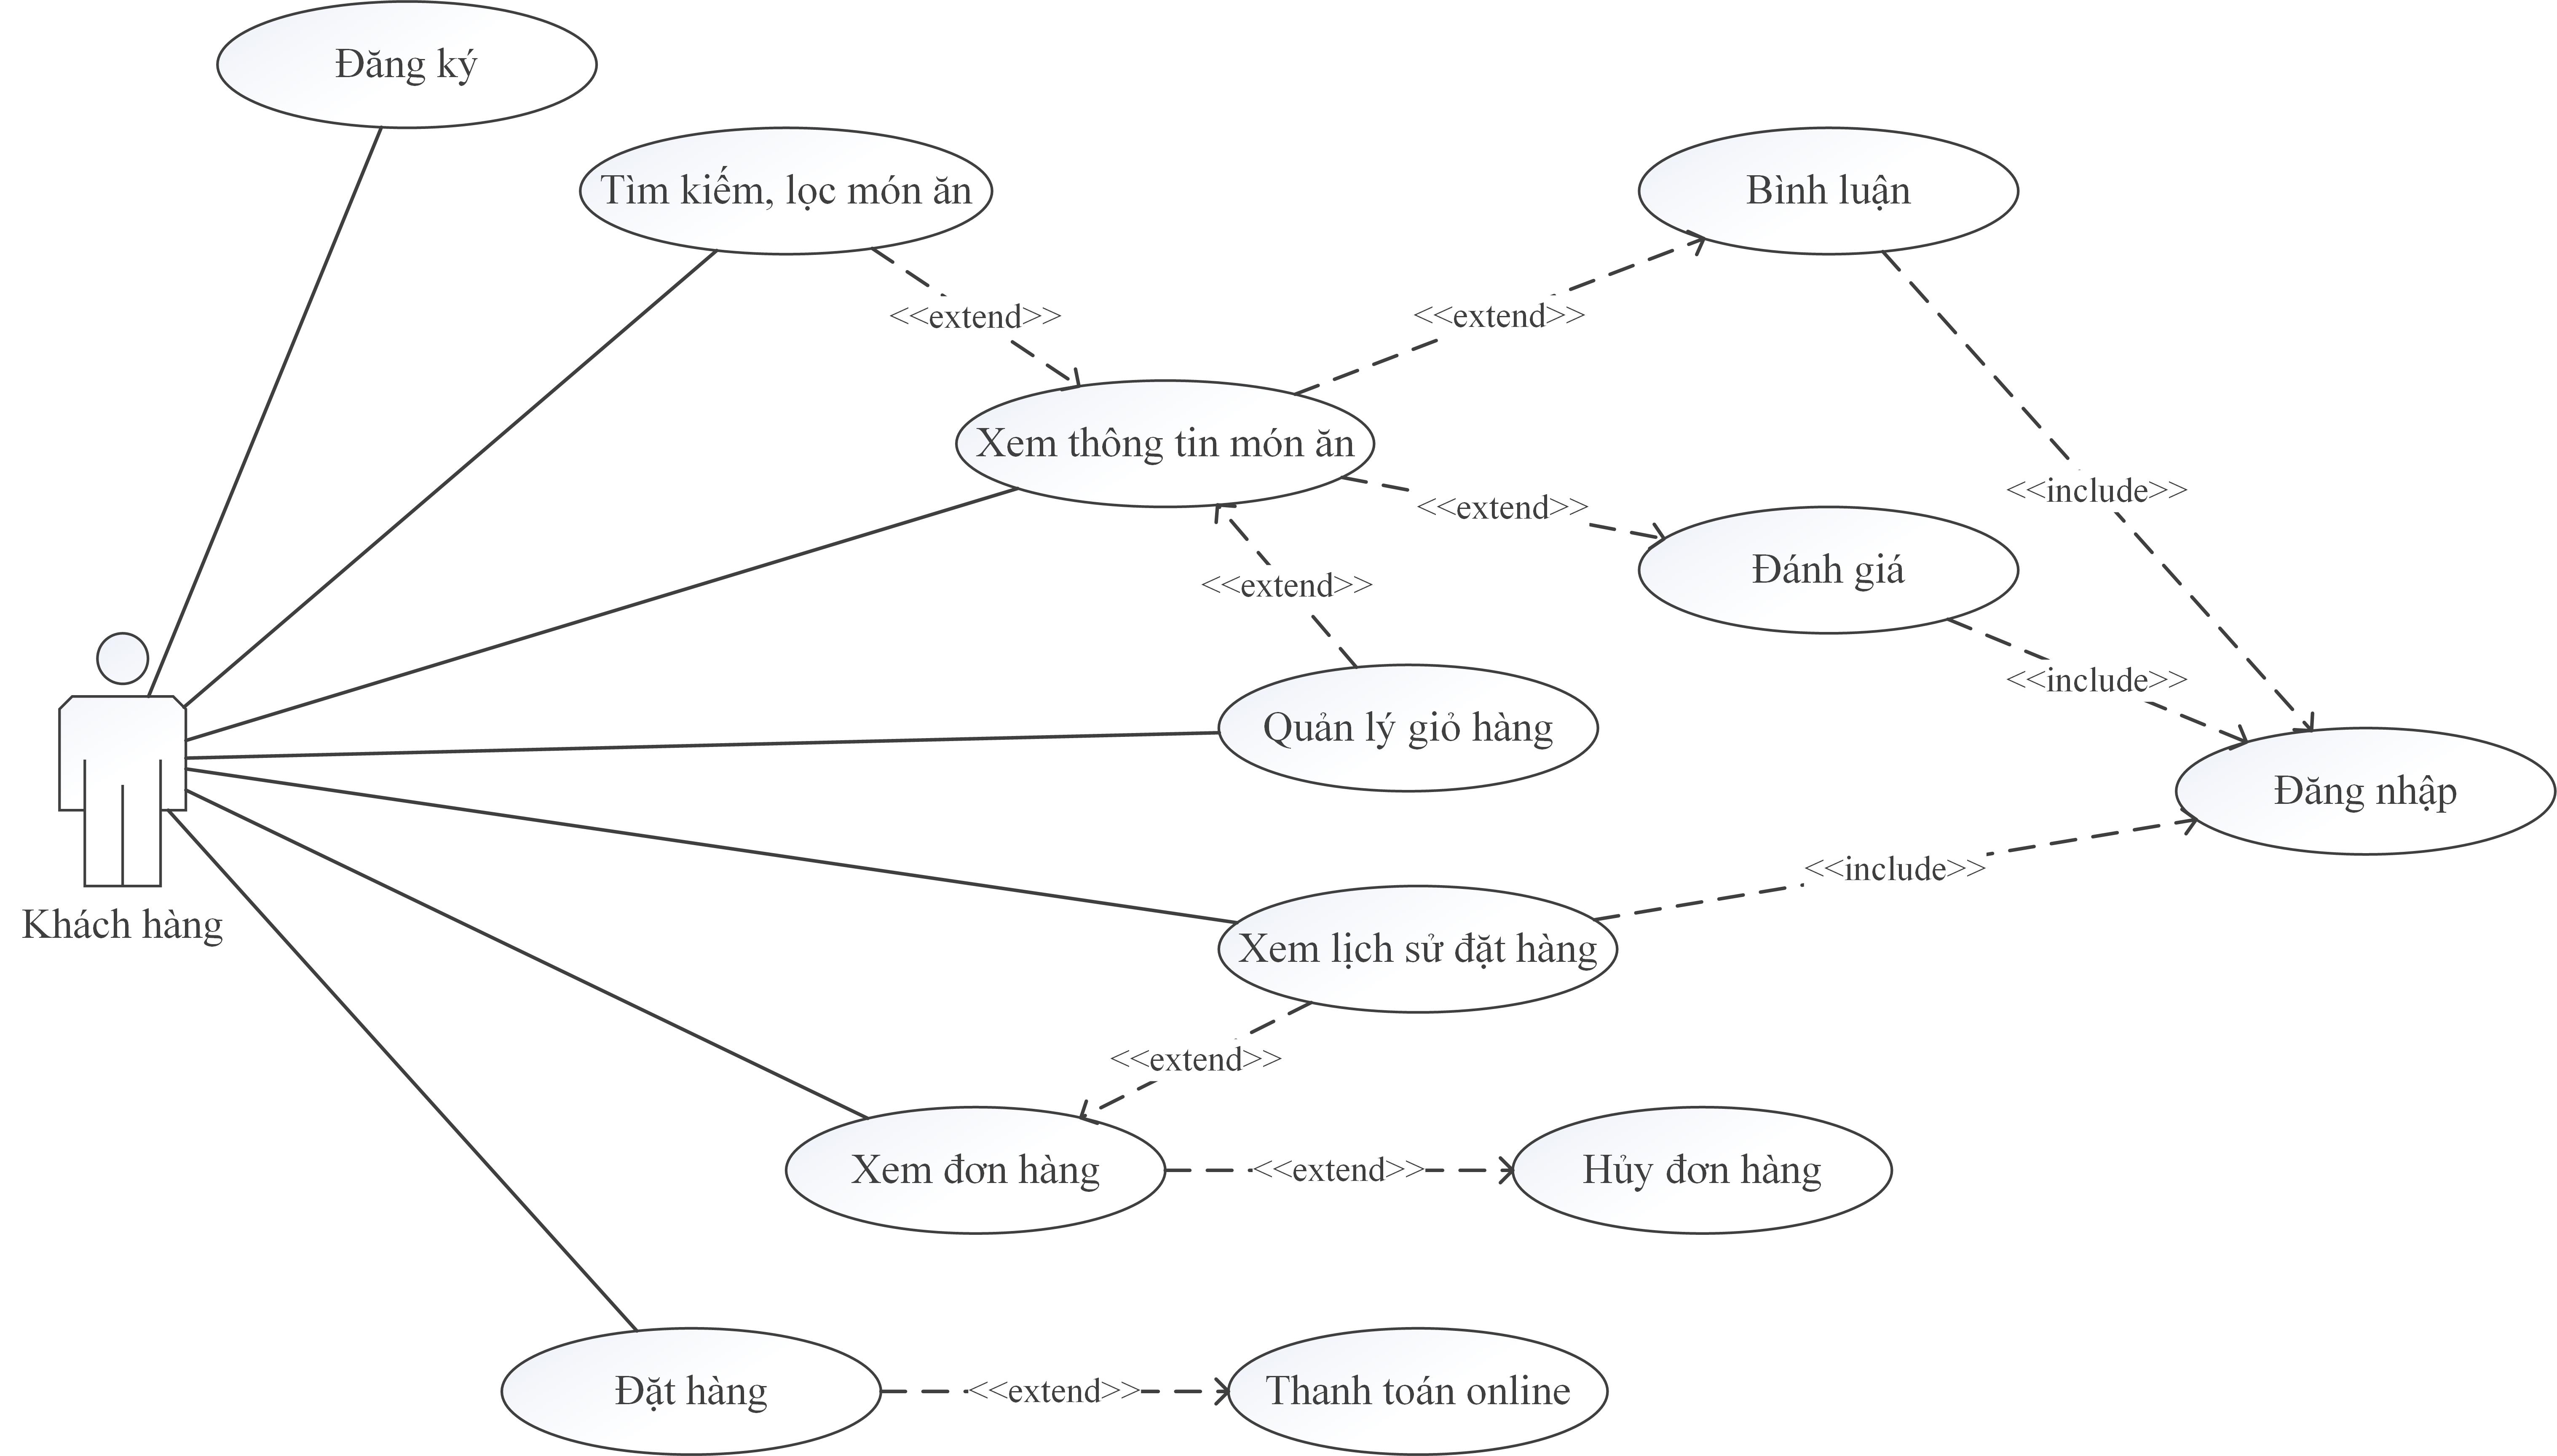 Đăng ký
Tìm kiếm, lọc món ăn
Bình luận
<<extend>>
<<extend>>
Xem thông tin món ăn
<<include>>
<<extend>>
Đánh giá
<<extend>>
<<include>>
Quản lý giỏ hàng
Đăng nhập
<<include>>
Khách hàng
Xem lịch sử đặt hàng
<<extend>>
Xem đơn hàng
<<extend>>
Hủy đơn hàng
Đặt hàng
<<extend>>
Thanh toán online